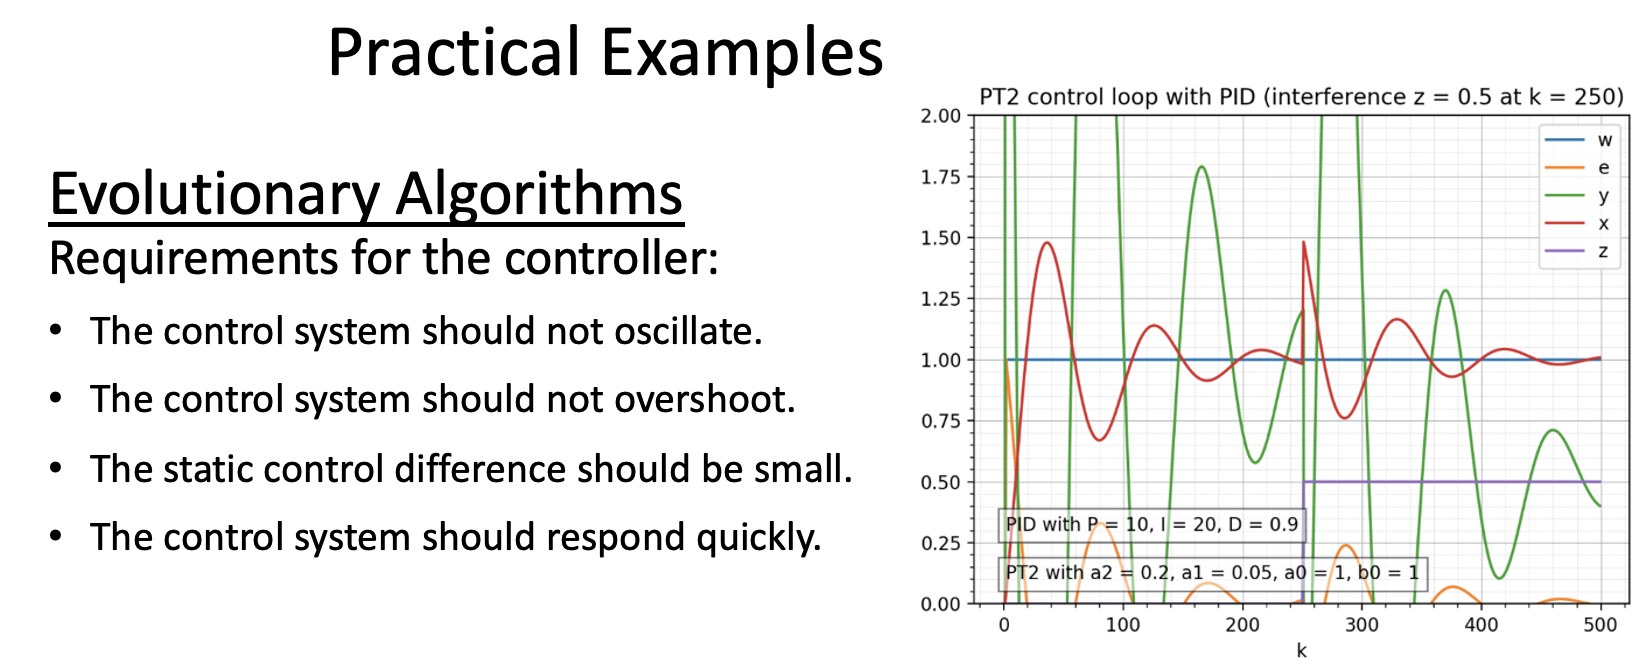 Practical Examples
Evolutionary Algorithms
Requirements for the controller:
• The control system should not oscillate.
• The control system should not overshoot.
• The static control difference should be small.
• The control system should respond quickly.
PT2 control loop with PID (interference z = 0.5 at k = 250)
2.00
1.75
1.50
1.25
1.00
0.75
0.50
0.25
0.00
w
e
y
x
z
PID with P = 10, I = 20, D = 0.9
PT2 with a2 = 0.2, a1 = 0.05, a0 = 1, b0 = 1
0 100 200 300 400 500
k